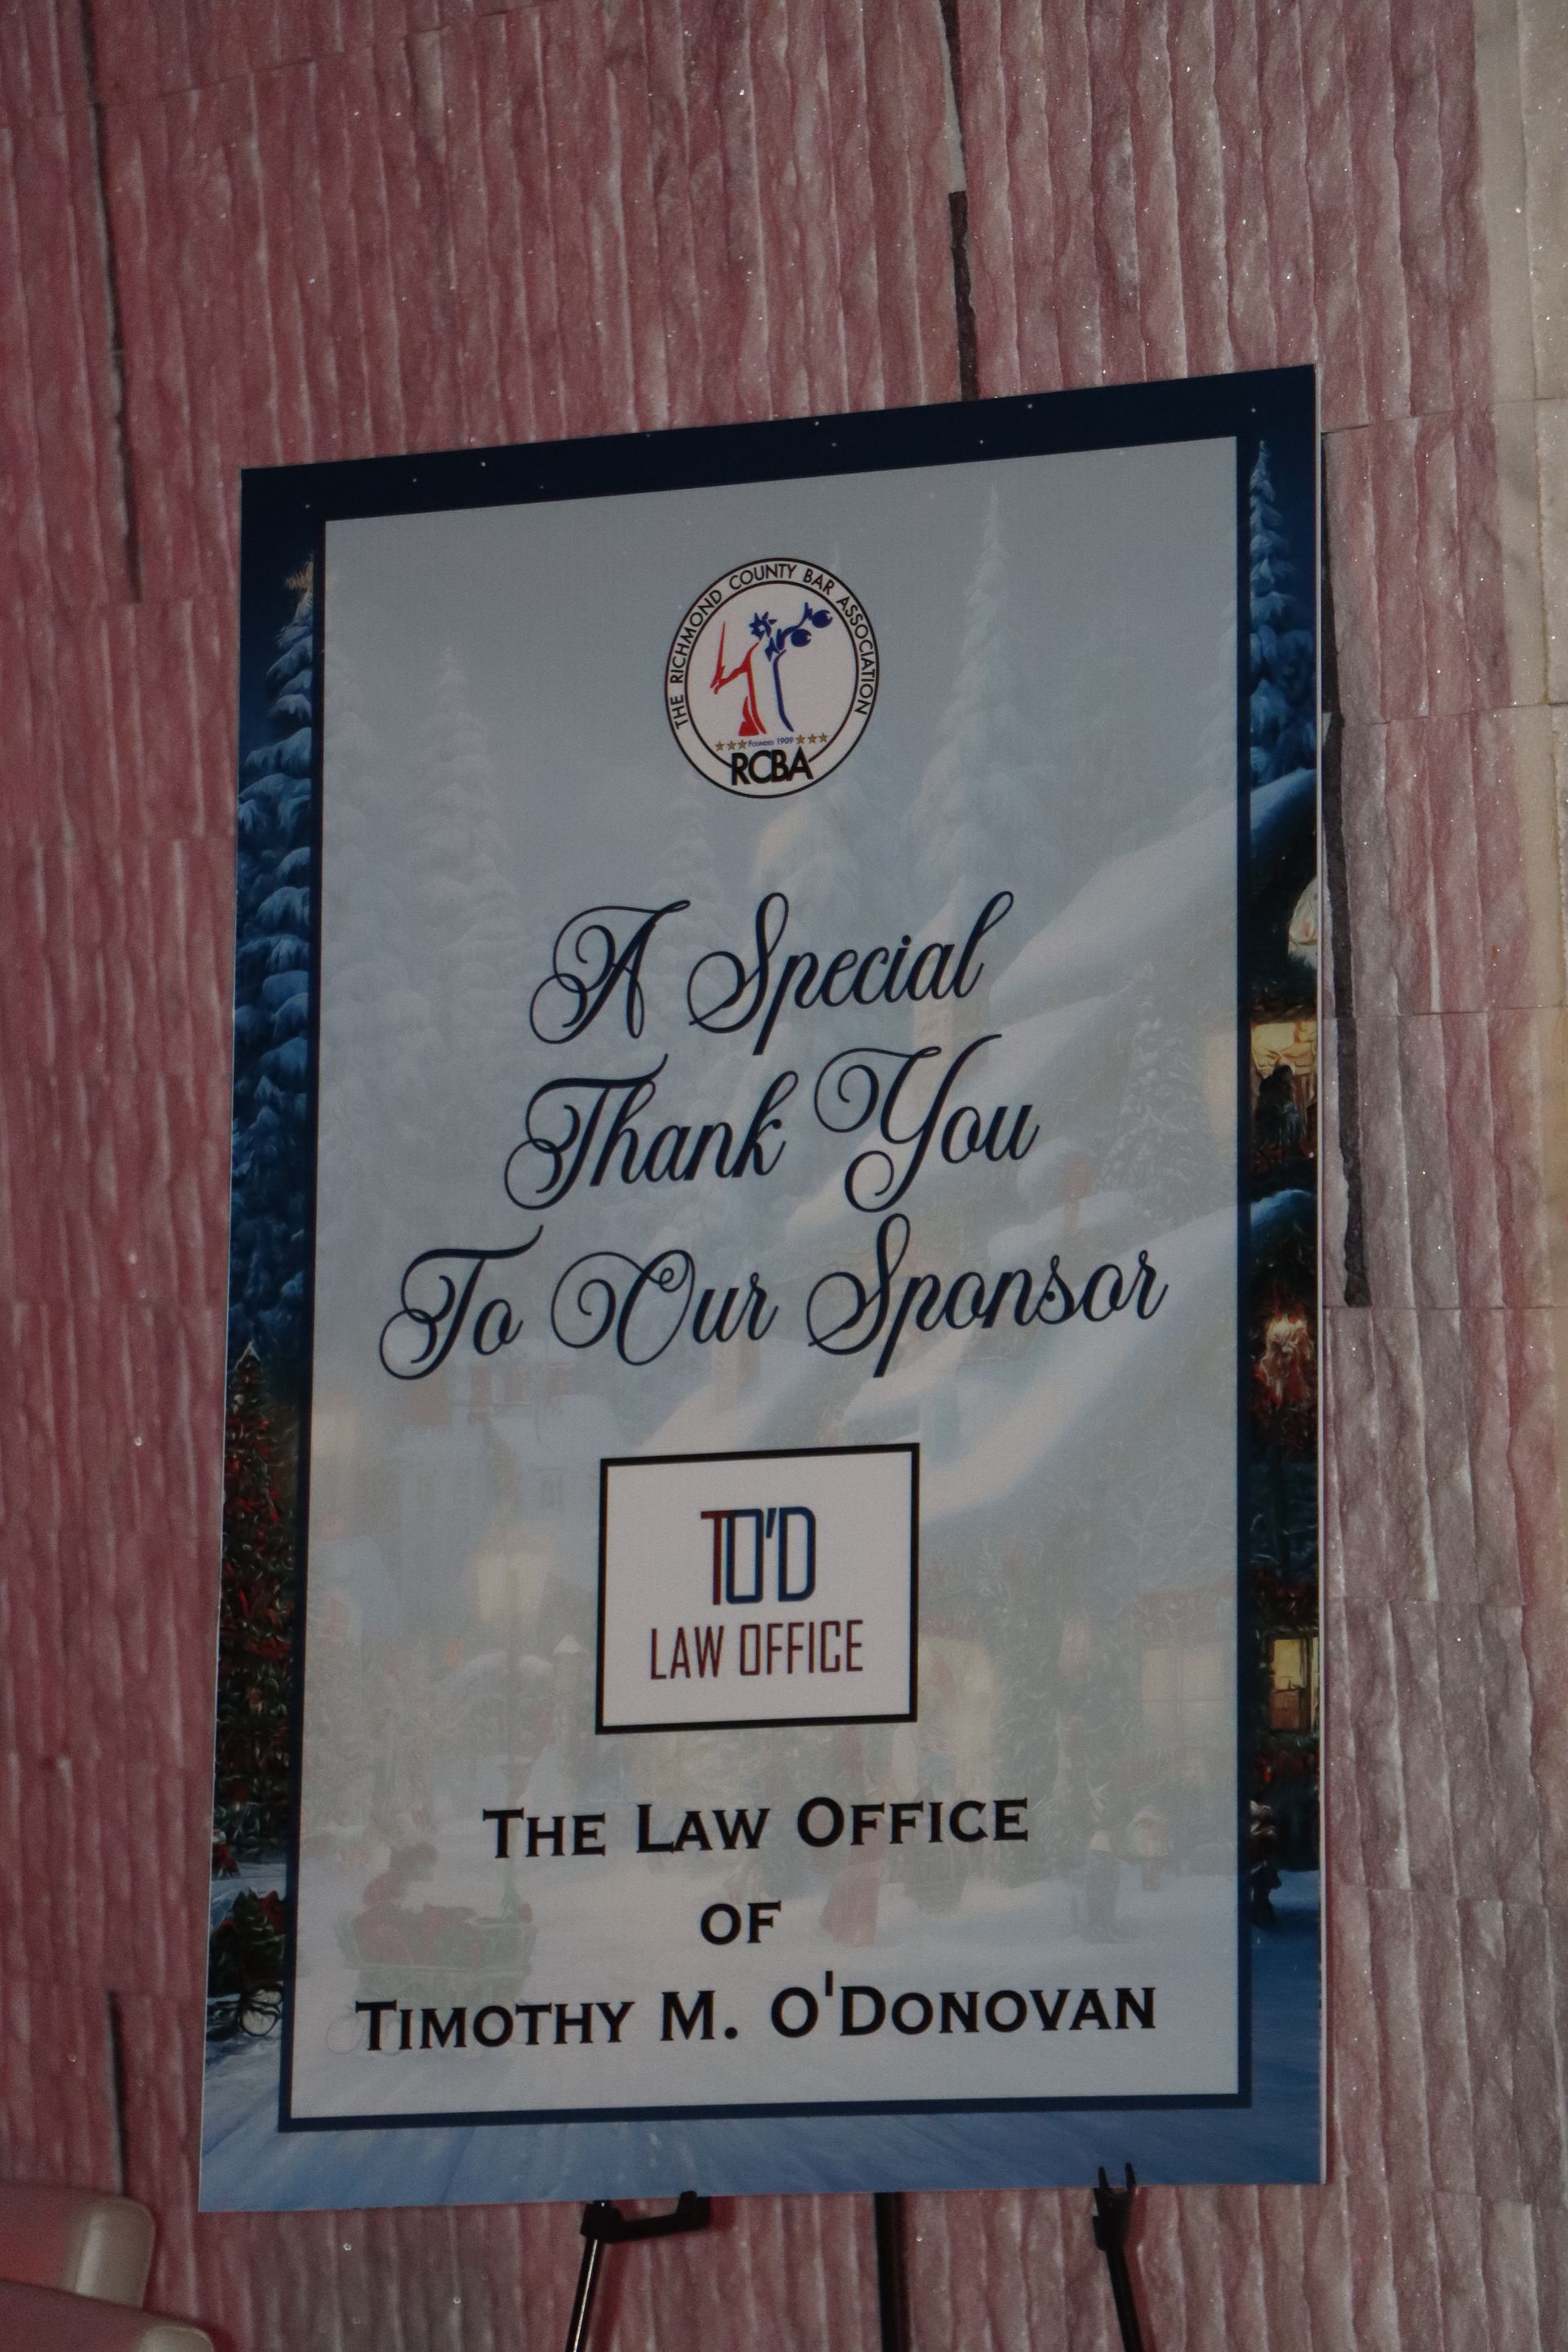 THE RICHMOND COUNTY BAR ASSOCIATION
★★★ FOUNDED 1909 ★★★
RCBA
A Special
Thank You
To Our Sponsor
TO'D
LAW OFFICE
THE LAW OFFICE
OF
TIMOTHY M. O'DONOVAN